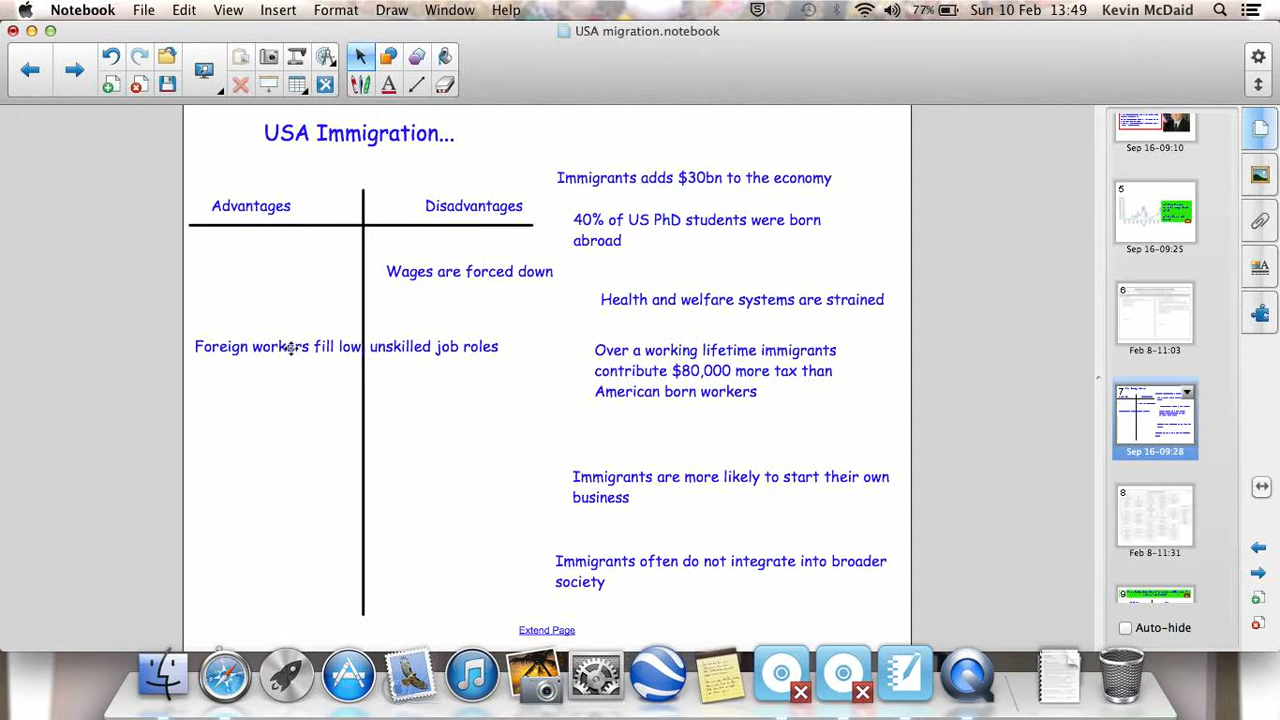 Notebook File Edit View Insert Format Draw Window Help 77% Sun 10 Feb 13:49 Kevin McDaid
USA migration.notebook
USA Immigration...
Advantages Disadvantages
Wages are forced down
Foreign workers fill low, unskilled job roles
Immigrants adds $30bn to the economy
40% of US PhD students were born
abroad
Health and welfare systems are strained
Over a working lifetime immigrants
contribute $80,000 more tax than
American born workers
Immigrants are more likely to start their own
business
Immigrants often do not integrate into broader
society
Extend Page
Sep 16-09:10
5
Sep 16-09:25
6
Feb 8-11:03
7
Sep 16-09:28
8
Feb 8-11:31
9
Auto-hide